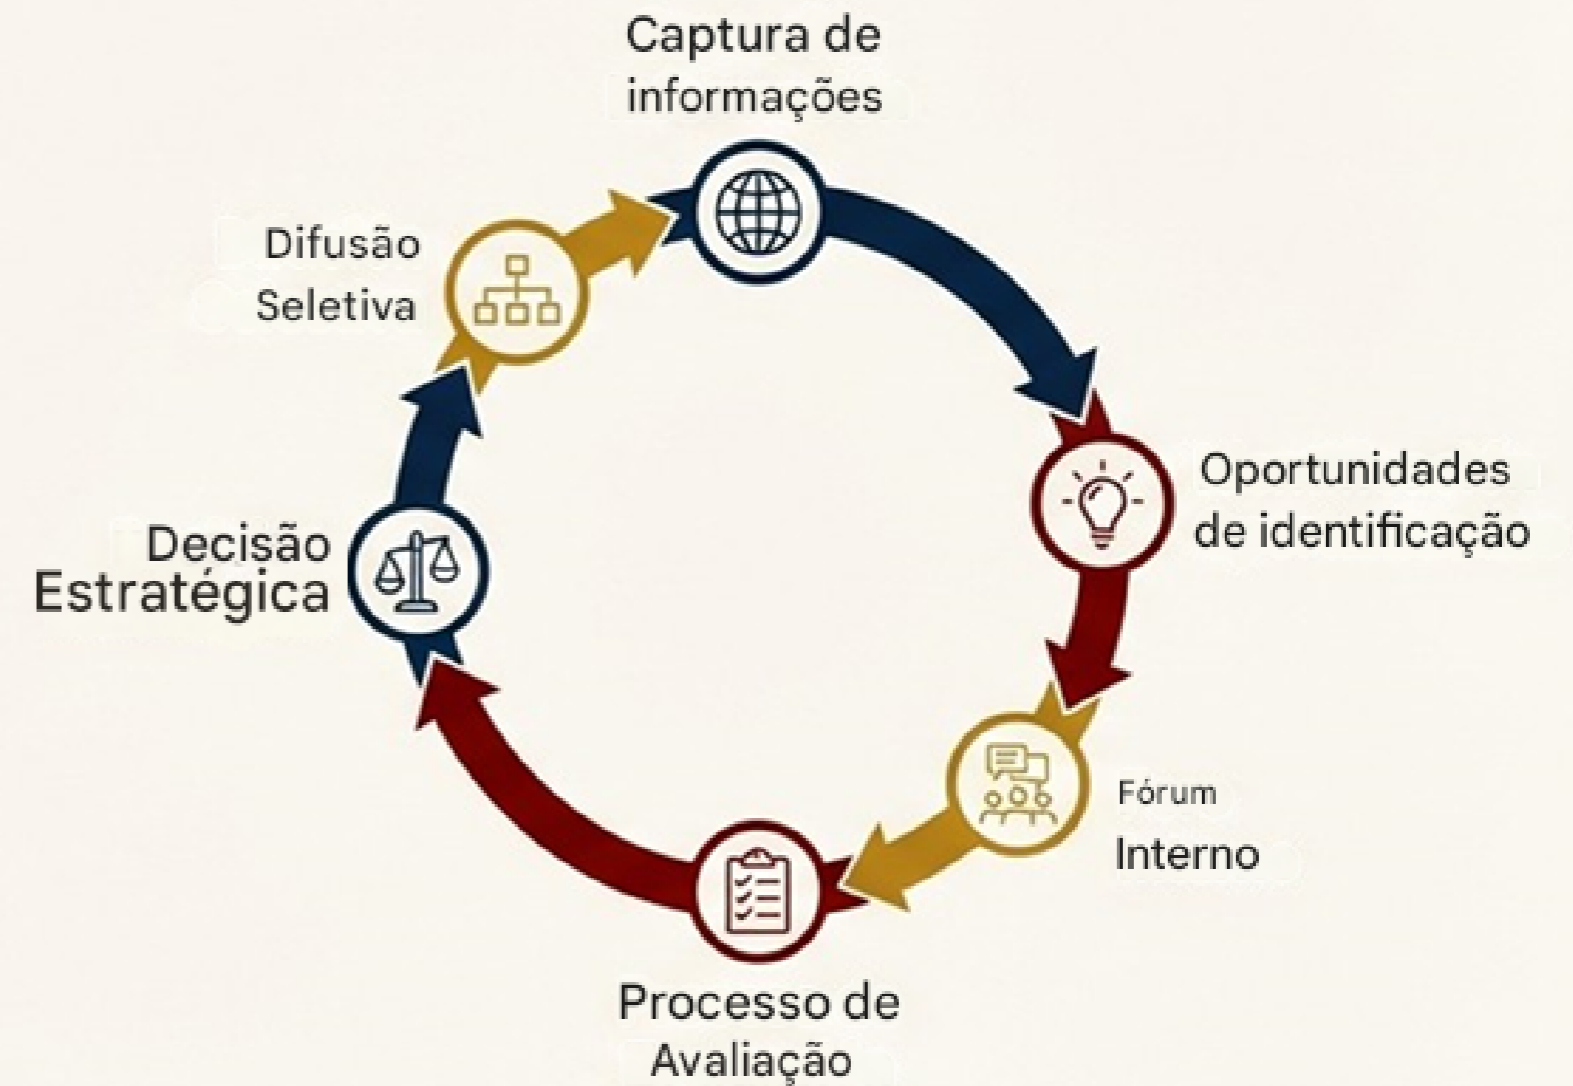 Captura de
informações
Difusão
Seletiva
Oportunidades
de identificação
Decisão
Estratégica
Fórum
Interno
Processo de
Avaliação